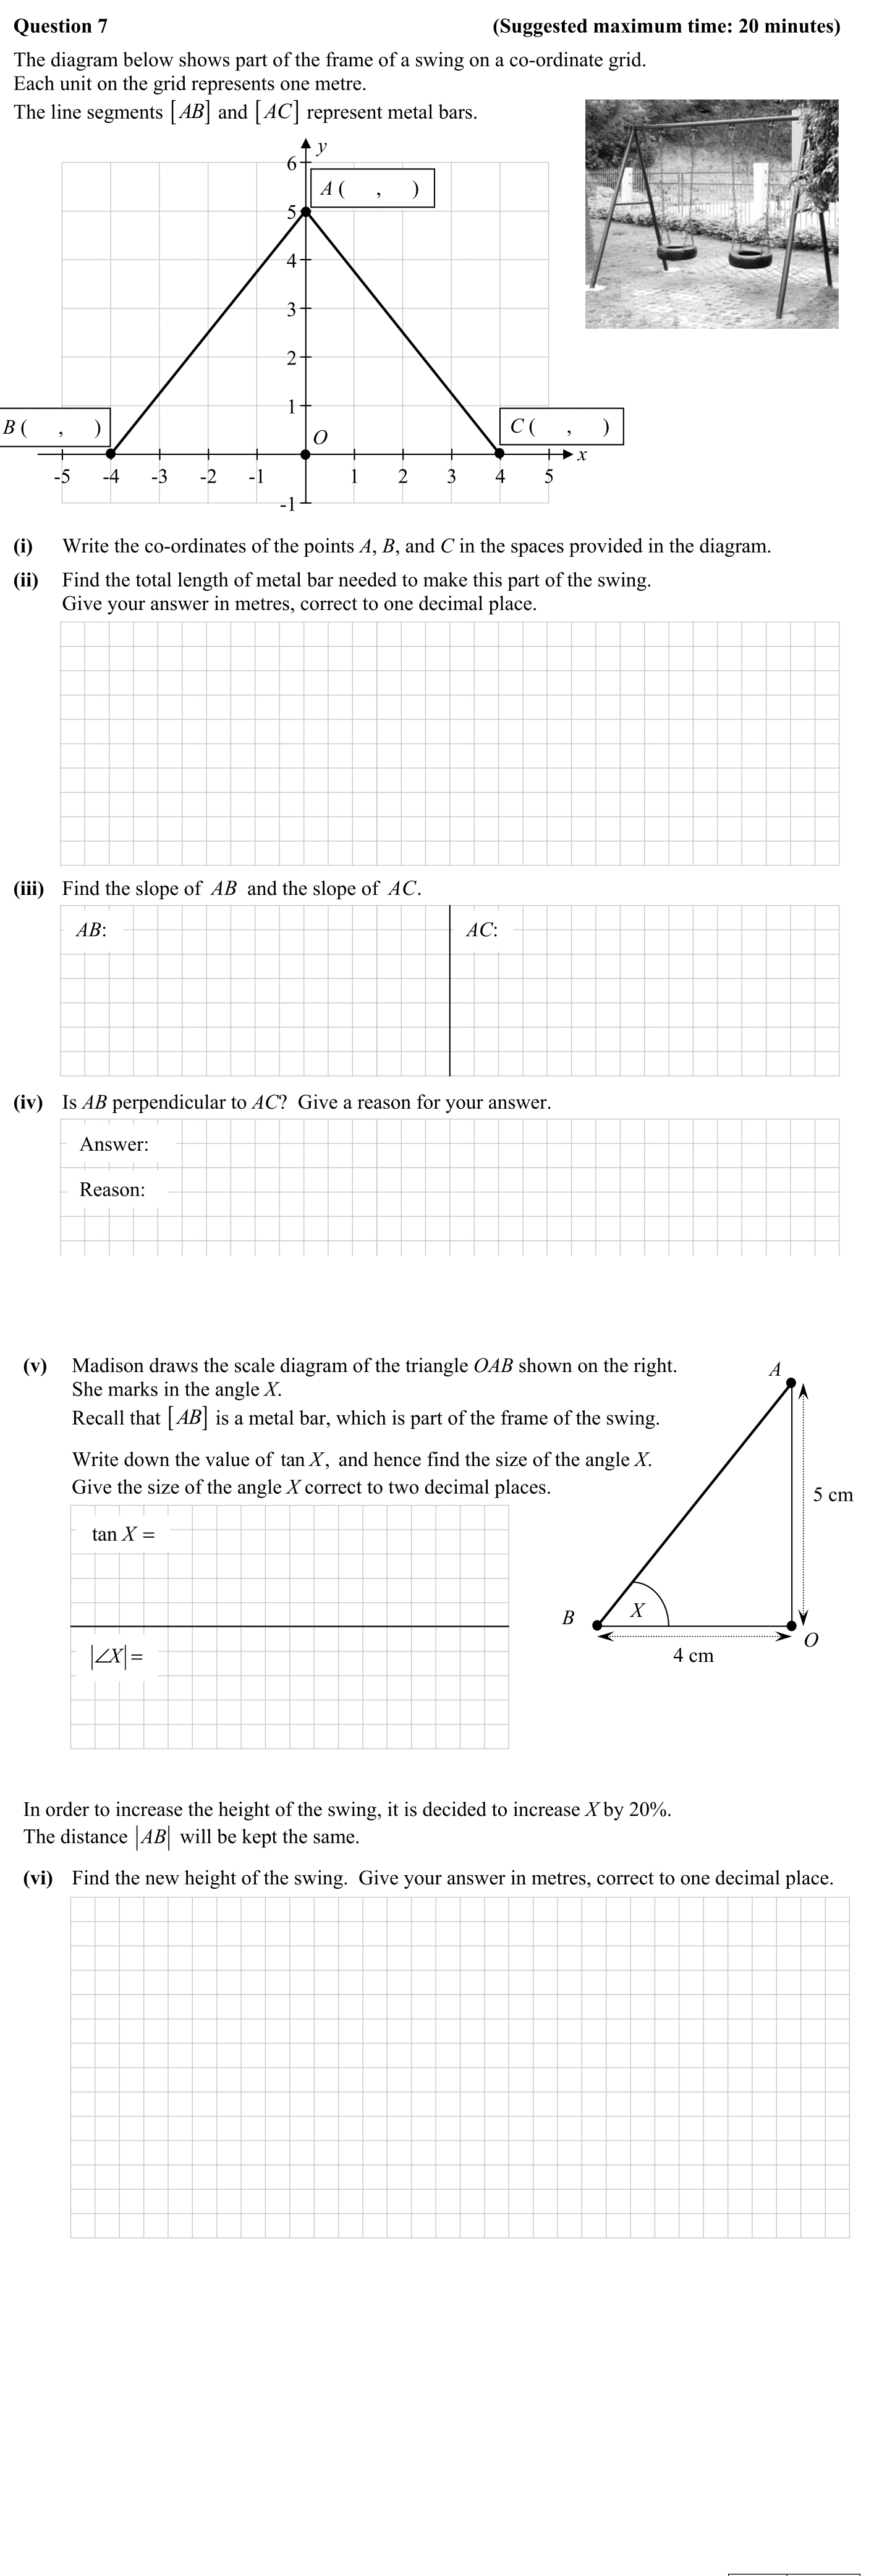 Question 7 (Suggested maximum time: 20 minutes)
The diagram below shows part of the frame of a swing on a co-ordinate grid.
Each unit on the grid represents one metre.
The line segments [AB] and [AC] represent metal bars.
y
6
A ( , )
5
4
3
2
1
B ( , )
O
C ( , )
x
-5 -4 -3 -2 -1 1 2 3 4 5
-1
(i) Write the co-ordinates of the points A, B, and C in the spaces provided in the diagram.
(ii) Find the total length of metal bar needed to make this part of the swing.
Give your answer in metres, correct to one decimal place.
(iii) Find the slope of AB and the slope of AC.
AB: AC:
(iv) Is AB perpendicular to AC? Give a reason for your answer.
Answer:
Reason:
(v) Madison draws the scale diagram of the triangle OAB shown on the right.
She marks in the angle X.
Recall that [AB] is a metal bar, which is part of the frame of the swing.
Write down the value of tan X, and hence find the size of the angle X.
Give the size of the angle X correct to two decimal places.
tan X =
|∠X| =
A
5 cm
B
X
O
4 cm
In order to increase the height of the swing, it is decided to increase X by 20%.
The distance |AB| will be kept the same.
(vi) Find the new height of the swing. Give your answer in metres, correct to one decimal place.